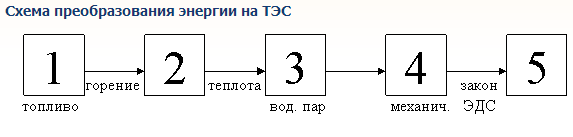 Схема преобразования энергии на ТЭС
1 2 3 4 5
горение теплота закон
топливо вод. пар механич. ЭДС